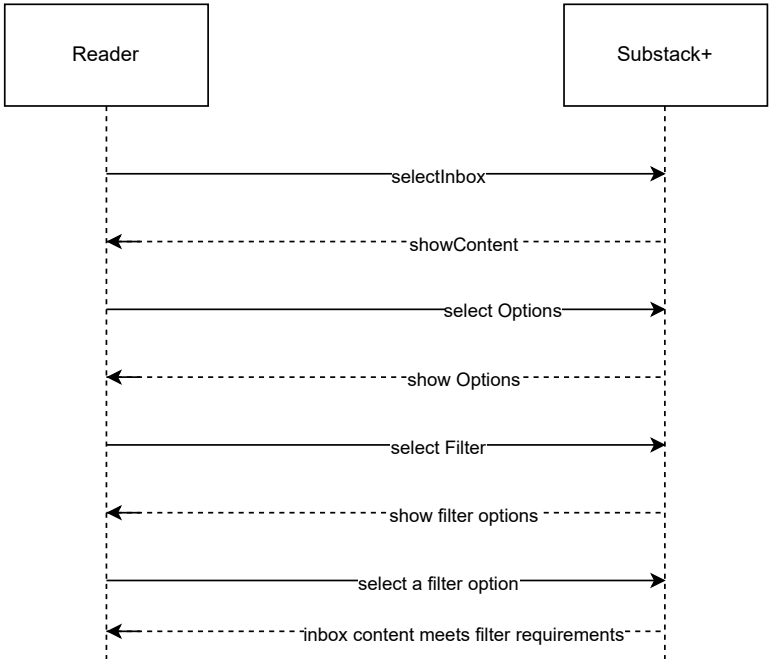 Reader
Substack+
selectInbox
showContent
select Options
show Options
select Filter
show filter options
select a filter option
inbox content meets filter requirements